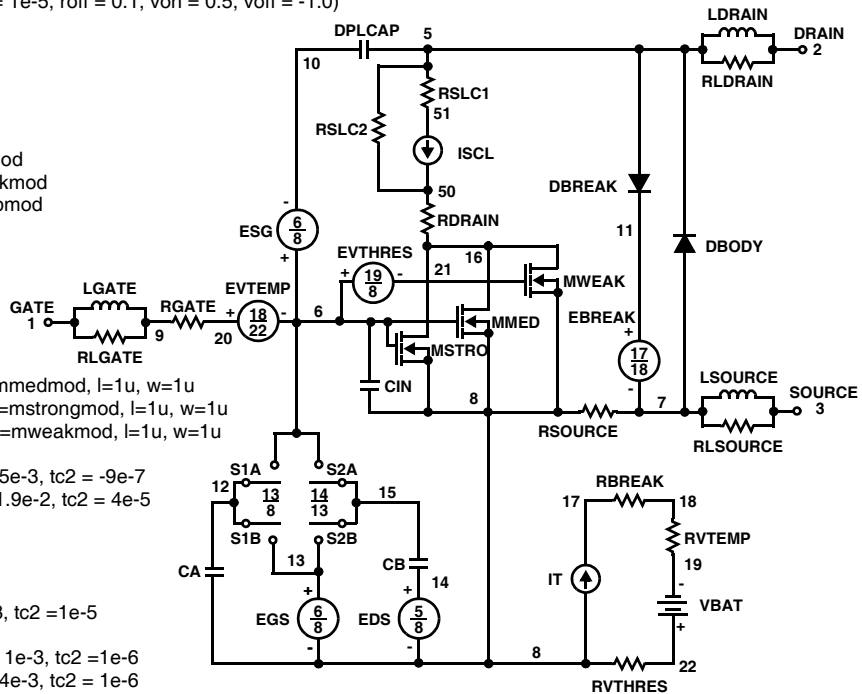 = 1e-5, roff = 0.1, von = 0.5, voff = -1.0)
LDRAIN
DPLCAP
5
DRAIN
2
10
RLDRAIN
RSLC1
51
RSLC2
ISCL
od
kmod
omod
50
DBREAK
RDRAIN
ESG
-
6
8
+
11
DBODY
EVTHRES
+
19
8
-
21
16
MWEAK
LGATE
EVTEMP
GATE
1
RGATE
+
18
22
-
6
MMED
EBREAK
+
9
20
MSTRO
17
18
-
RLGATE
LSOURCE
SOURCE
3
mmedmod, l=1u, w=1u
CIN
8
7
=mstrongmod, l=1u, w=1u
=mweakmod, l=1u, w=1u
RSOURCE
RLSOURCE
5e-3, tc2 = -9e-7
1.9e-2, tc2 = 4e-5
S1A
S2A
12
13
8
14
13
15
RBREAK
17
18
S1B
S2B
RVTEMP
13
CB
19
CA
14
IT
-
VBAT
+
+
+
3, tc2 =1e-5
EGS
6
8
-
EDS
5
8
-
8
22
1e-3, tc2 =1e-6
4e-3, tc2 = 1e-6
RVTHRES